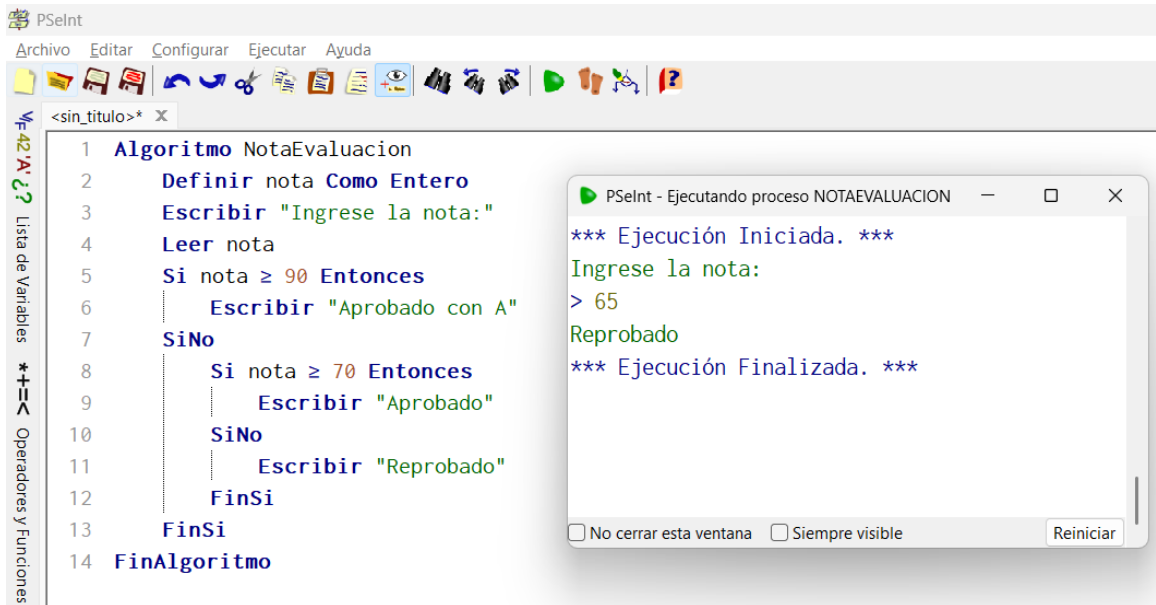 PSeInt
Archivo Editar Configurar Ejecutar Ayuda
<sin_titulo>* X
VF 42 'A' ¿? Lista de Variables
*+=< Operadores y Funciones
1 Algoritmo NotaEvaluacion
2 Definir nota Como Entero
3 Escribir "Ingrese la nota:"
4 Leer nota
5 Si nota ≥ 90 Entonces
6 Escribir "Aprobado con A"
7 SiNo
8 Si nota ≥ 70 Entonces
9 Escribir "Aprobado"
10 SiNo
11 Escribir "Reprobado"
12 FinSi
13 FinSi
14 FinAlgoritmo
PSeInt - Ejecutando proceso NOTAEVALUACION
*** Ejecución Iniciada. ***
Ingrese la nota:
> 65
Reprobado
*** Ejecución Finalizada. ***
No cerrar esta ventana Siempre visible Reiniciar